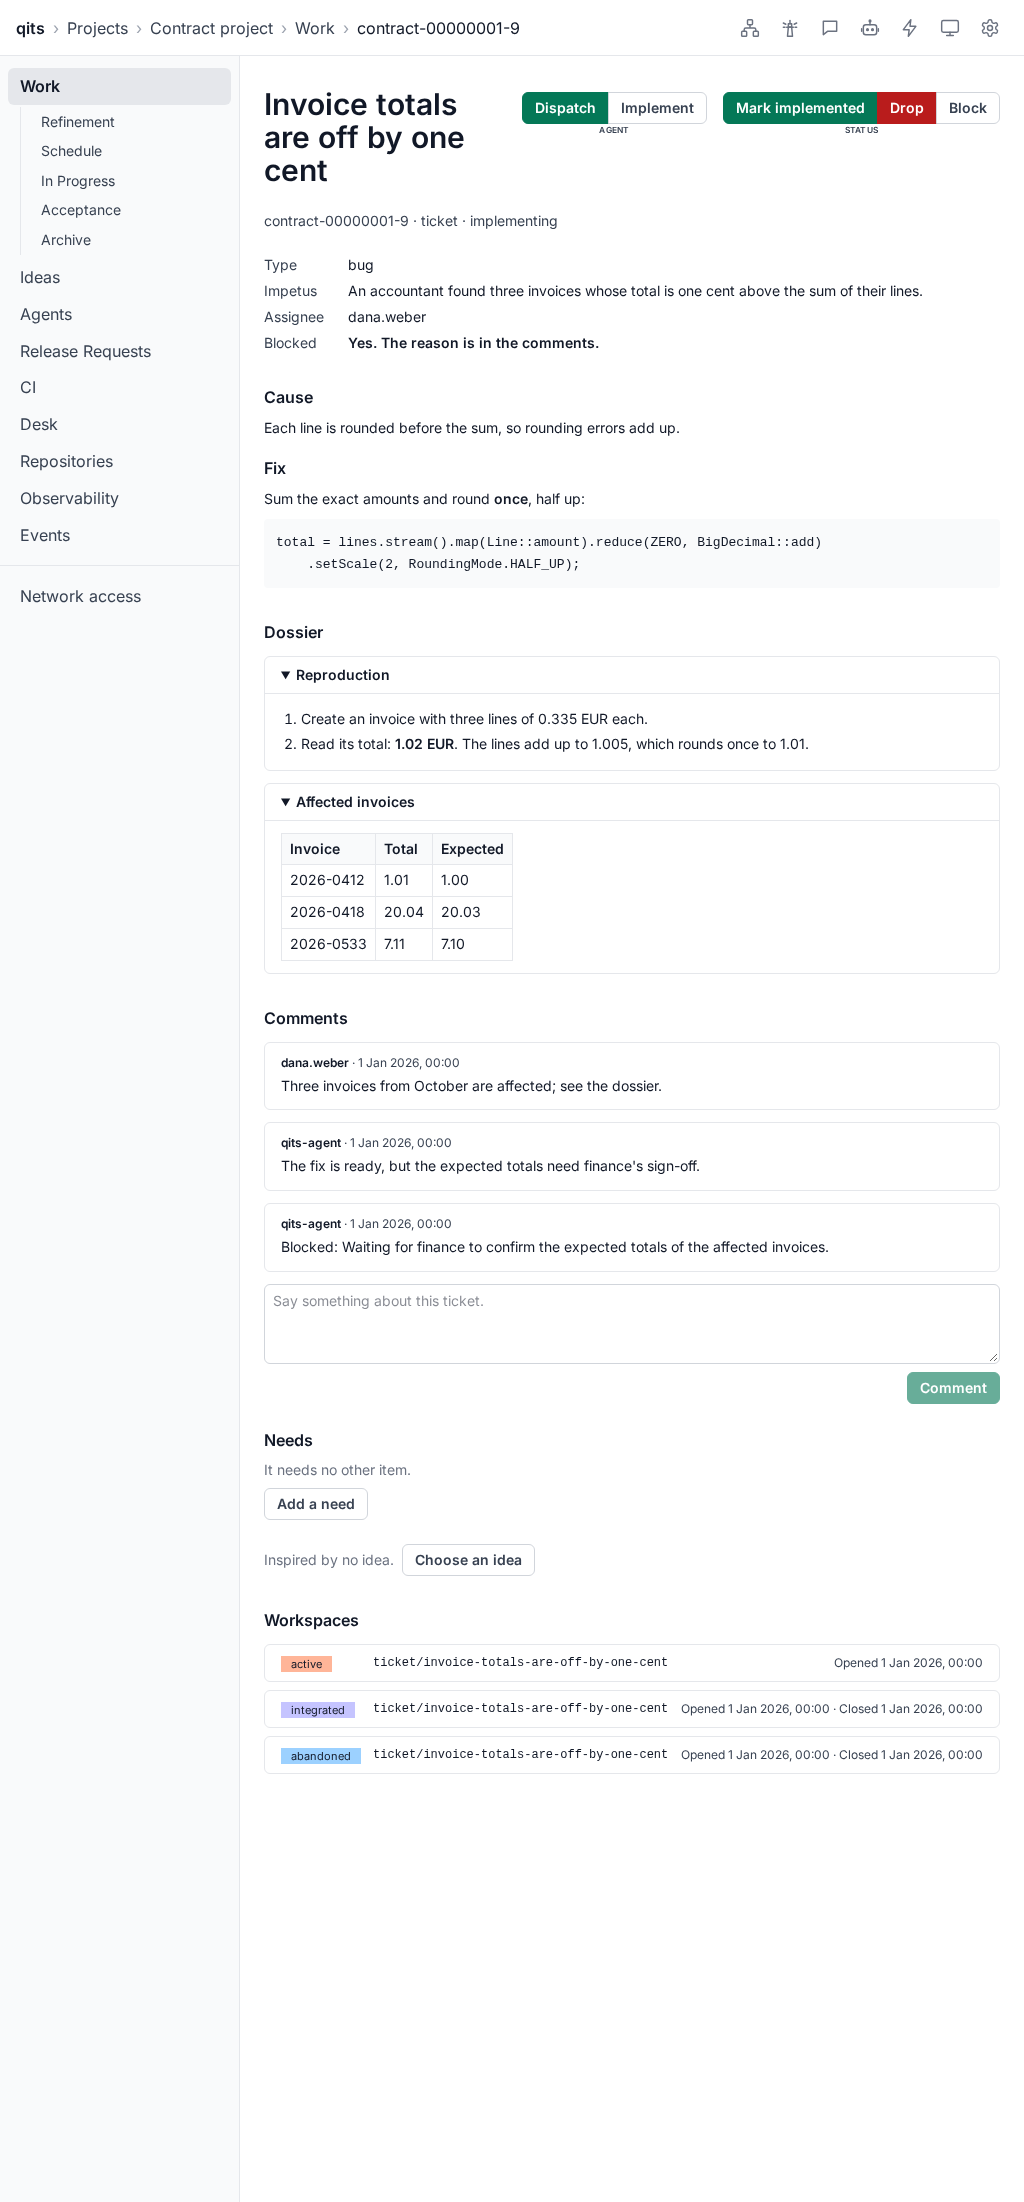 qits › Projects › Contract project › Work › contract-00000001-9
Work
Refinement
Schedule
In Progress
Acceptance
Archive
Ideas
Agents
Release Requests
CI
Desk
Repositories
Observability
Events
Network access
Invoice totals
are off by one
cent
Dispatch Implement
AGENT
Mark implemented Drop Block
STATUS
contract-00000001-9 · ticket · implementing
Type bug
Impetus An accountant found three invoices whose total is one cent above the sum of their lines.
Assignee dana.weber
Blocked Yes. The reason is in the comments.
Cause
Each line is rounded before the sum, so rounding errors add up.
Fix
Sum the exact amounts and round once, half up:
total = lines.stream().map(Line::amount).reduce(ZERO, BigDecimal::add)
    .setScale(2, RoundingMode.HALF_UP);
Dossier
▼ Reproduction
1. Create an invoice with three lines of 0.335 EUR each.
2. Read its total: 1.02 EUR. The lines add up to 1.005, which rounds once to 1.01.
▼ Affected invoices
Invoice Total Expected
2026-0412 1.01 1.00
2026-0418 20.04 20.03
2026-0533 7.11 7.10
Comments
dana.weber · 1 Jan 2026, 00:00
Three invoices from October are affected; see the dossier.
qits-agent · 1 Jan 2026, 00:00
The fix is ready, but the expected totals need finance's sign-off.
qits-agent · 1 Jan 2026, 00:00
Blocked: Waiting for finance to confirm the expected totals of the affected invoices.
Say something about this ticket.
Comment
Needs
It needs no other item.
Add a need
Inspired by no idea. Choose an idea
Workspaces
active ticket/invoice-totals-are-off-by-one-cent Opened 1 Jan 2026, 00:00
integrated ticket/invoice-totals-are-off-by-one-cent Opened 1 Jan 2026, 00:00 · Closed 1 Jan 2026, 00:00
abandoned ticket/invoice-totals-are-off-by-one-cent Opened 1 Jan 2026, 00:00 · Closed 1 Jan 2026, 00:00